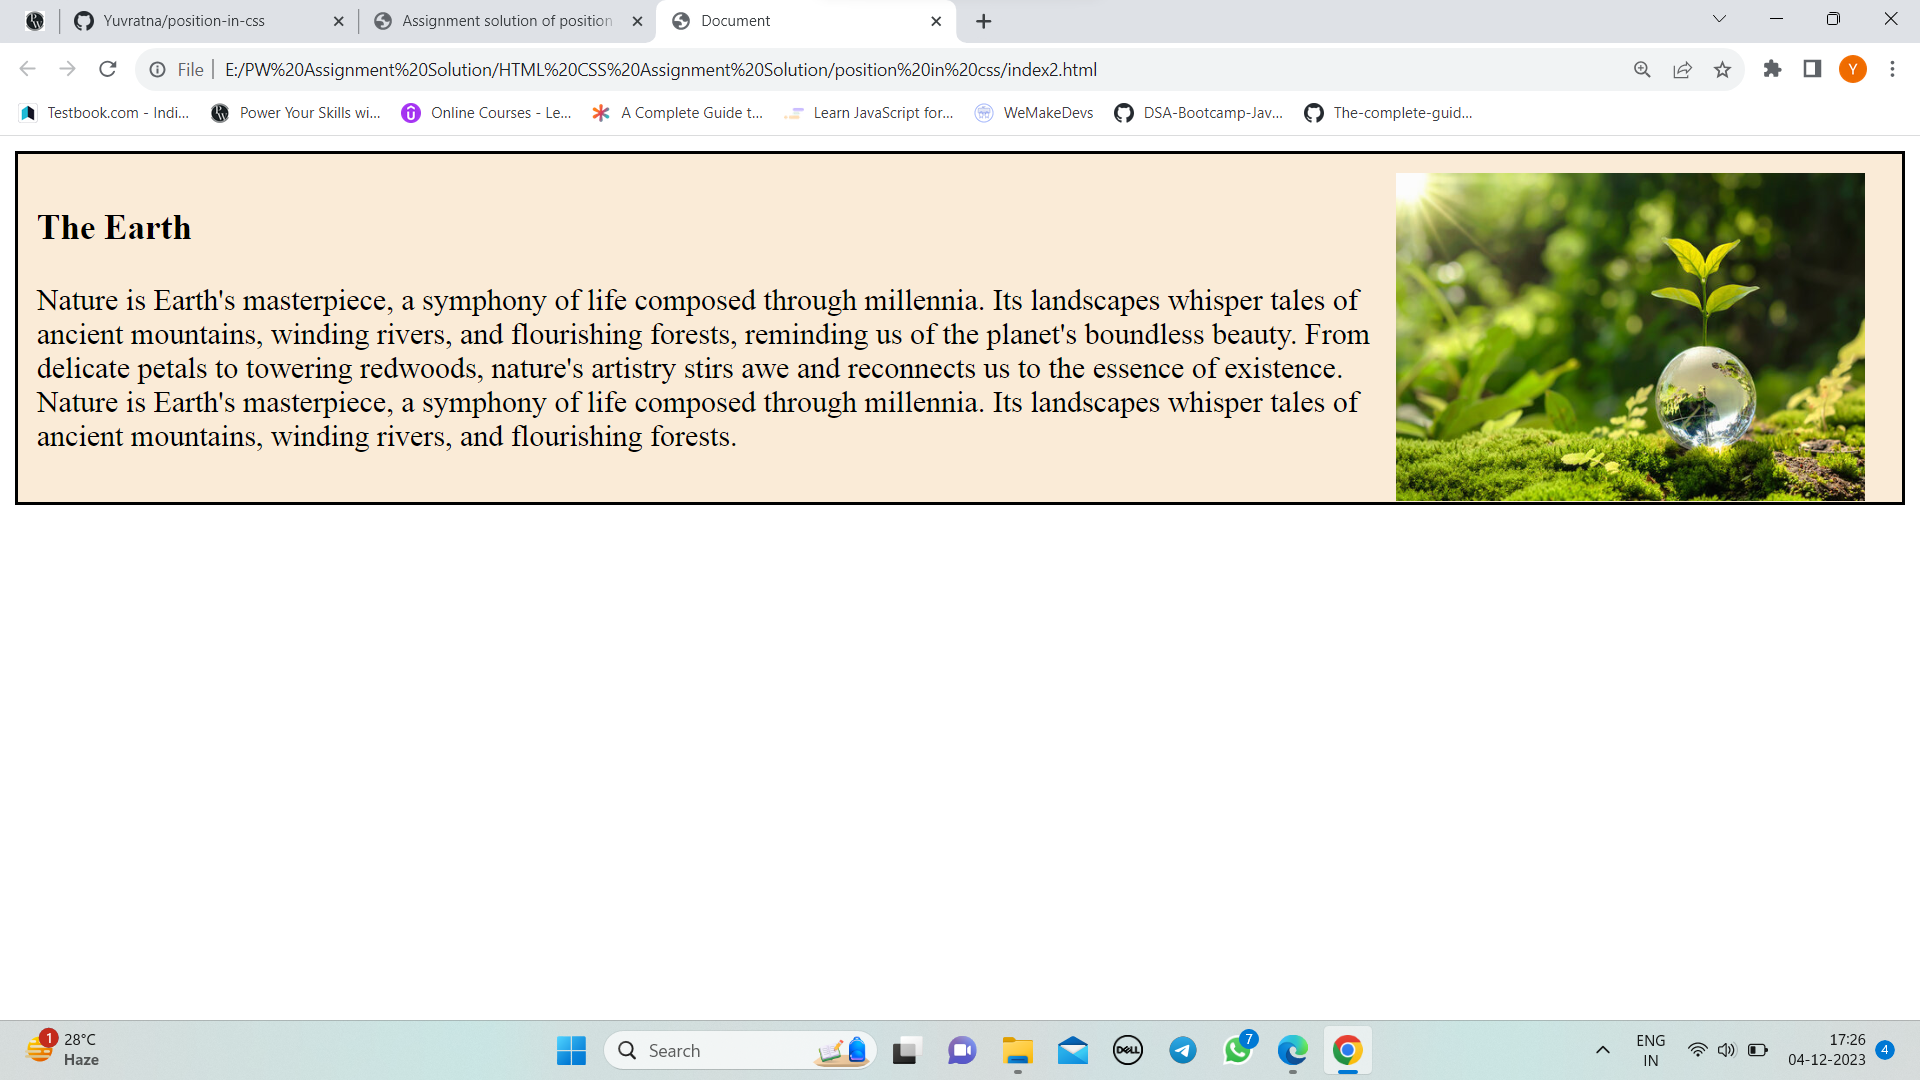 Yuvratna/position-in-css
Assignment solution of position
Document
File
E:/PW%20Assignment%20Solution/HTML%20CSS%20Assignment%20Solution/position%20in%20css/index2.html
Y
Testbook.com - Indi...
Power Your Skills wi...
Online Courses - Le...
A Complete Guide t...
Learn JavaScript for...
WeMakeDevs
DSA-Bootcamp-Jav...
The-complete-guid...
The Earth
Nature is Earth's masterpiece, a symphony of life composed through millennia. Its landscapes whisper tales of
ancient mountains, winding rivers, and flourishing forests, reminding us of the planet's boundless beauty. From
delicate petals to towering redwoods, nature's artistry stirs awe and reconnects us to the essence of existence.
Nature is Earth's masterpiece, a symphony of life composed through millennia. Its landscapes whisper tales of
ancient mountains, winding rivers, and flourishing forests.
1
28°C
Haze
Search
DELL
7
ENG
IN
17:26
04-12-2023
4